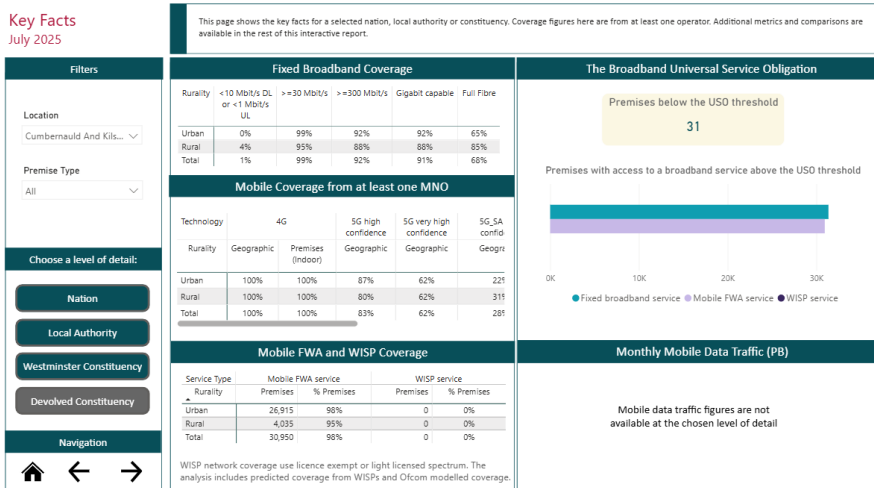 Key Facts
July 2025
This page shows the key facts for a selected nation, local authority or constituency. Coverage figures here are from at least one operator. Additional metrics and comparisons are
available in the rest of this interactive report.
Filters
Location
Cumbernauld And Kils...
Premise Type
All
Choose a level of detail:
Nation
Local Authority
Westminster Constituency
Devolved Constituency
Navigation
Fixed Broadband Coverage
Rurality <10 Mbit/s DL >=30 Mbit/s >=300 Mbit/s Gigabit capable Full Fibre
or <1 Mbit/s
UL
Urban 0% 99% 92% 92% 65%
Rural 4% 95% 88% 88% 85%
Total 1% 99% 92% 91% 68%
Mobile Coverage from at least one MNO
Technology 4G 5G high 5G very high 5G_SA
confidence confidence confid
Rurality Geographic Premises Geographic Geographic Geogra
(Indoor)
Urban 100% 100% 87% 62% 22%
Rural 100% 100% 80% 62% 31%
Total 100% 100% 83% 62% 28%
Mobile FWA and WISP Coverage
Service Type Mobile FWA service WISP service
Rurality Premises % Premises Premises % Premises
Urban 26,915 98% 0 0%
Rural 4,035 95% 0 0%
Total 30,950 98% 0 0%
WISP network coverage use licence exempt or light licensed spectrum. The
analysis includes predicted coverage from WISPs and Ofcom modelled coverage.
The Broadband Universal Service Obligation
Premises below the USO threshold
31
Premises with access to a broadband service above the USO threshold
0K 10K 20K 30K
Fixed broadband service Mobile FWA service WISP service
Monthly Mobile Data Traffic (PB)
Mobile data traffic figures are not
available at the chosen level of detail